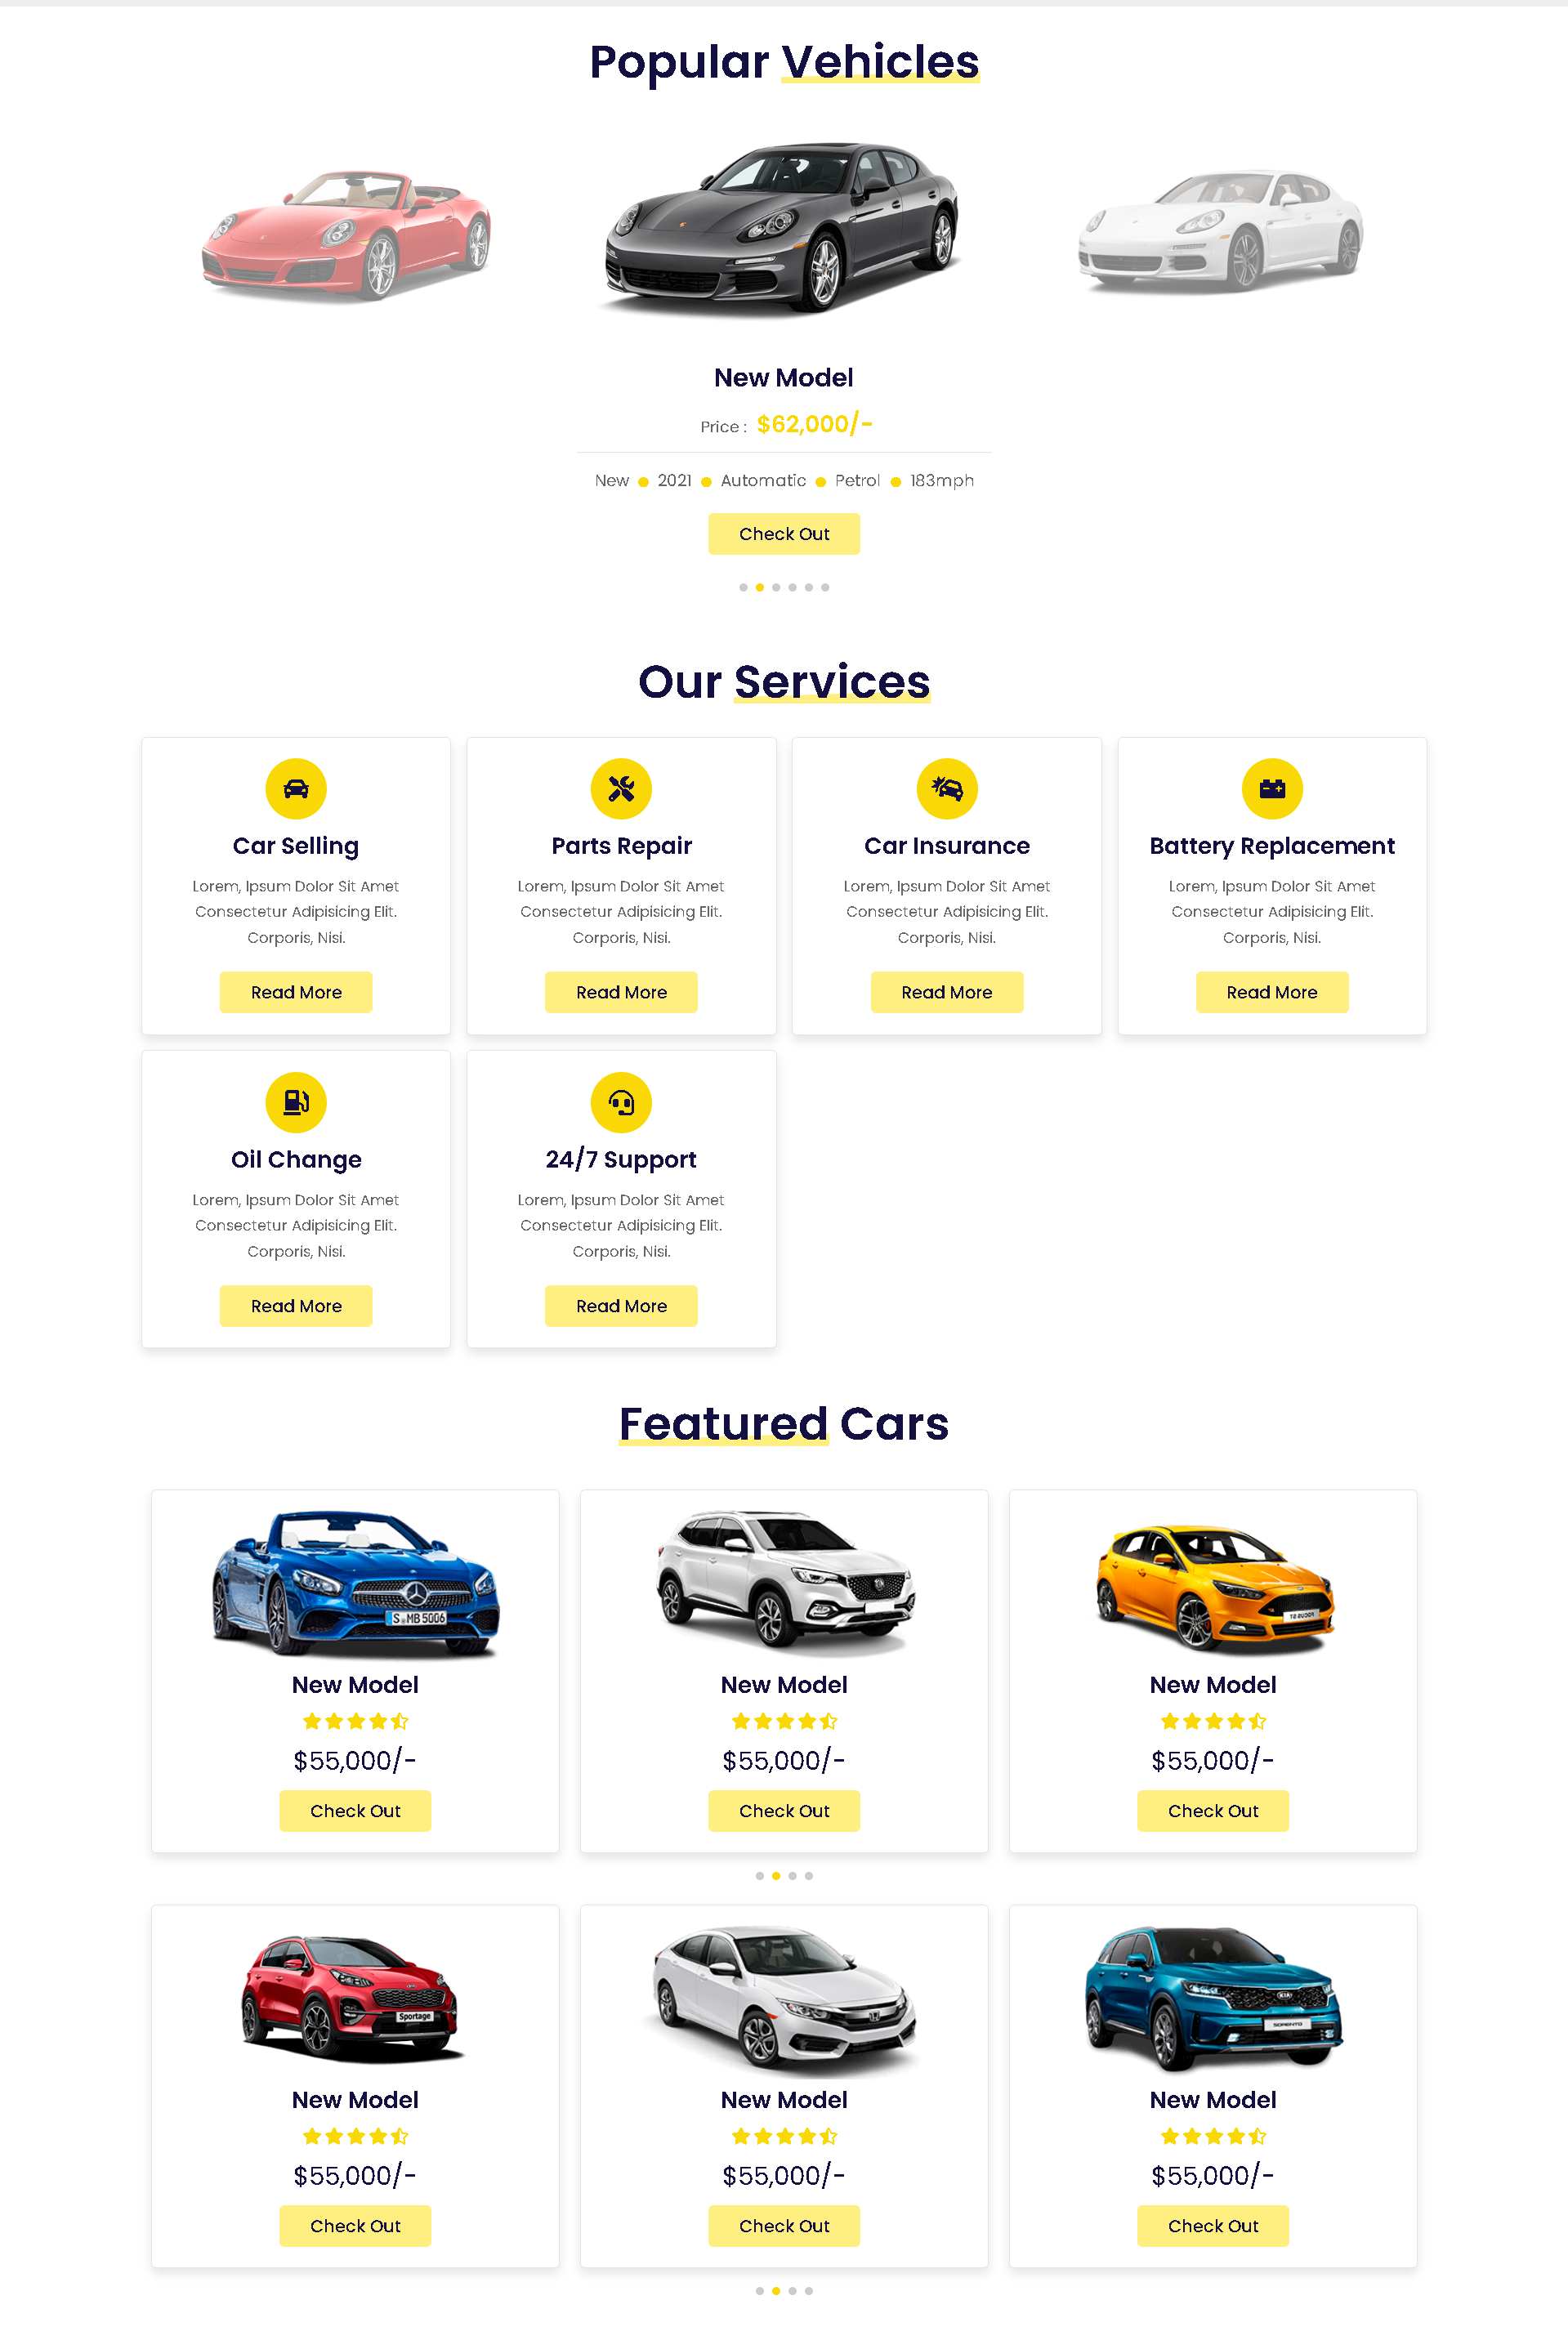 Popular Vehicles
New Model
Price : $62,000/-
New 2021 Automatic Petrol 183mph
Check Out
Our Services
Car Selling
Lorem, Ipsum Dolor Sit Amet
Consectetur Adipisicing Elit.
Corporis, Nisi.
Read More
Parts Repair
Lorem, Ipsum Dolor Sit Amet
Consectetur Adipisicing Elit.
Corporis, Nisi.
Read More
Car Insurance
Lorem, Ipsum Dolor Sit Amet
Consectetur Adipisicing Elit.
Corporis, Nisi.
Read More
Battery Replacement
Lorem, Ipsum Dolor Sit Amet
Consectetur Adipisicing Elit.
Corporis, Nisi.
Read More
Oil Change
Lorem, Ipsum Dolor Sit Amet
Consectetur Adipisicing Elit.
Corporis, Nisi.
Read More
24/7 Support
Lorem, Ipsum Dolor Sit Amet
Consectetur Adipisicing Elit.
Corporis, Nisi.
Read More
Featured Cars
S MB 5006
New Model
$55,000/-
Check Out
New Model
$55,000/-
Check Out
FOCUS ST
New Model
$55,000/-
Check Out
Sportage
New Model
$55,000/-
Check Out
New Model
$55,000/-
Check Out
KIA
SORENTO
New Model
$55,000/-
Check Out